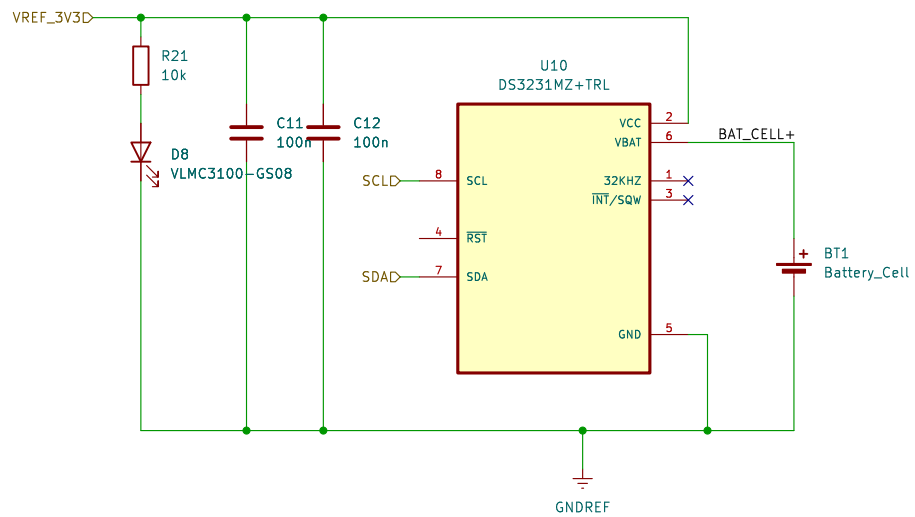 VREF_3V3
R21
10k
D8
VLMC3100-GS08
C11
100n
C12
100n
U10
DS3231MZ+TRL
VCC 2
VBAT 6
BAT_CELL+
32KHZ 1
INT/SQW 3
SCL 8 SCL
4 RST
SDA 7 SDA
GND 5
+
BT1
Battery_Cell
GNDREF